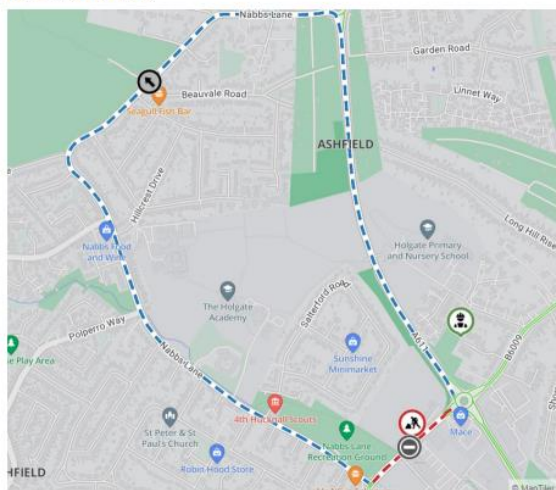 Nabbs Lane
Garden Road
Beauvale Road
Seagull Fish Bar
Linnet Way
ASHFIELD
Hillcrest Drive
Long Hill Rise
Nabbs Food
and Wine
Holgate Primary
and Nursery School
The Holgate
Academy
Salterford Road
Polperro Way
A611
B6009
e Play Area
Nabbs Lane
Sunshine
Minimarket
4th Hucknall Scouts
Mace
St Peter & St
Paul's Church
Nabbs Lane
Recreation Ground
HFIELD
Robin Hood Store
© MapTiler